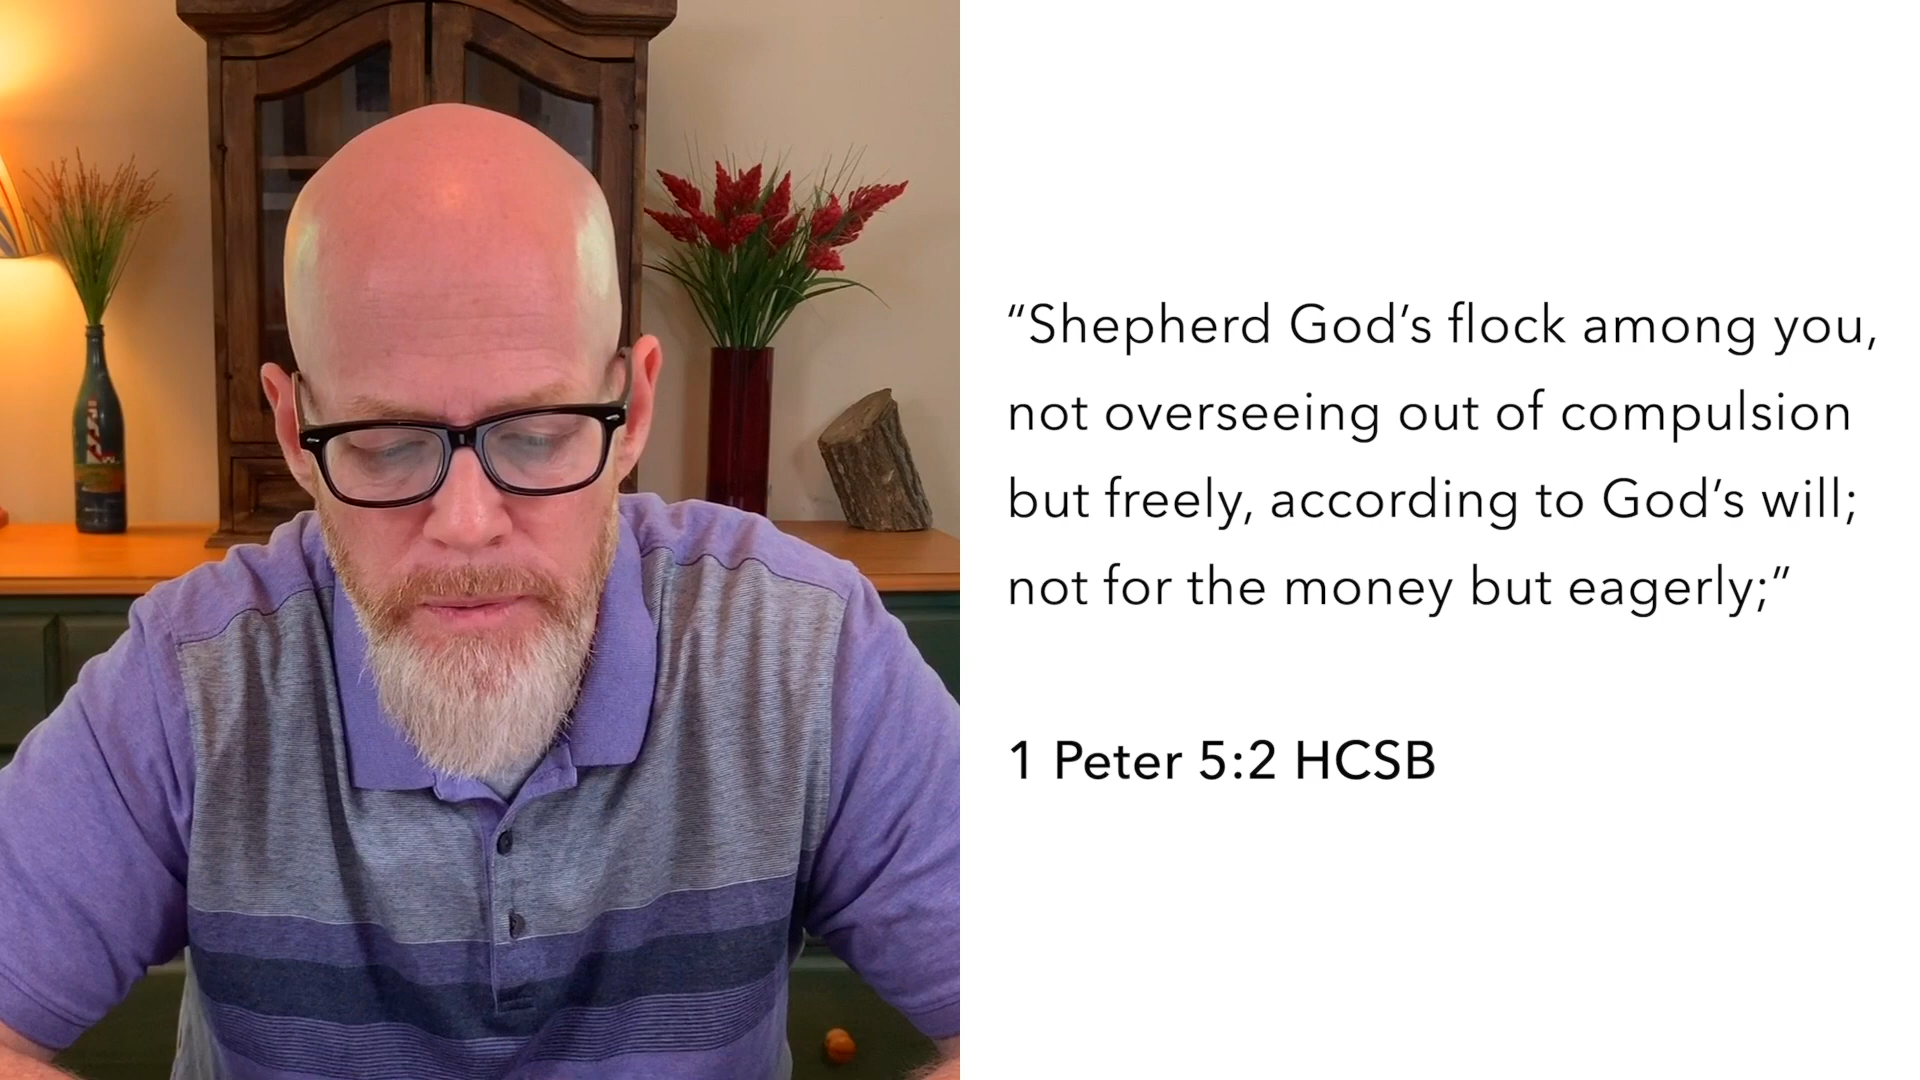 “Shepherd God’s flock among you,
not overseeing out of compulsion
but freely, according to God’s will;
not for the money but eagerly;”
1 Peter 5:2 HCSB